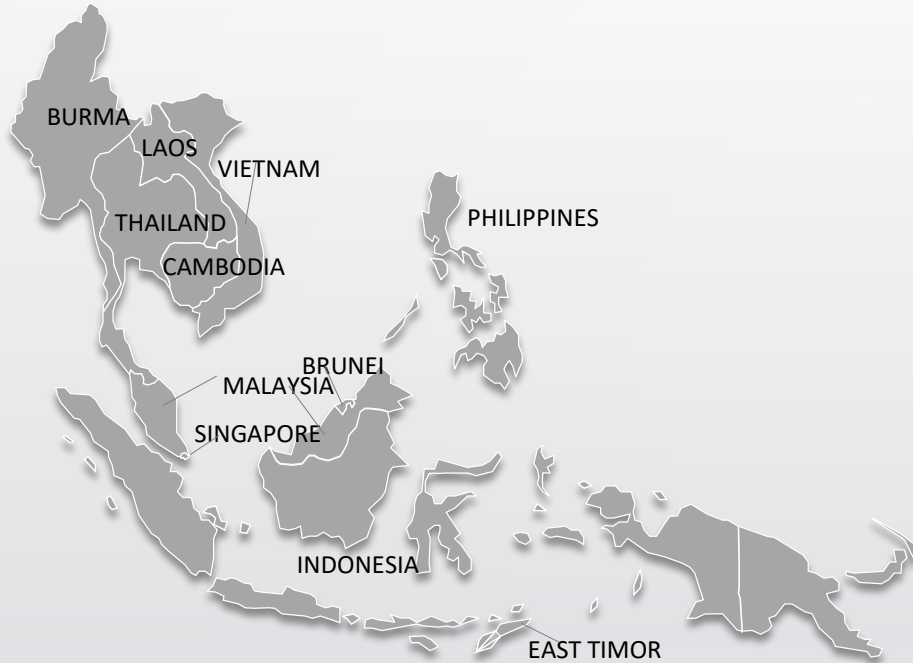 BURMA
LAOS
VIETNAM
THAILAND
PHILIPPINES
CAMBODIA
BRUNEI
MALAYSIA
SINGAPORE
INDONESIA
EAST TIMOR